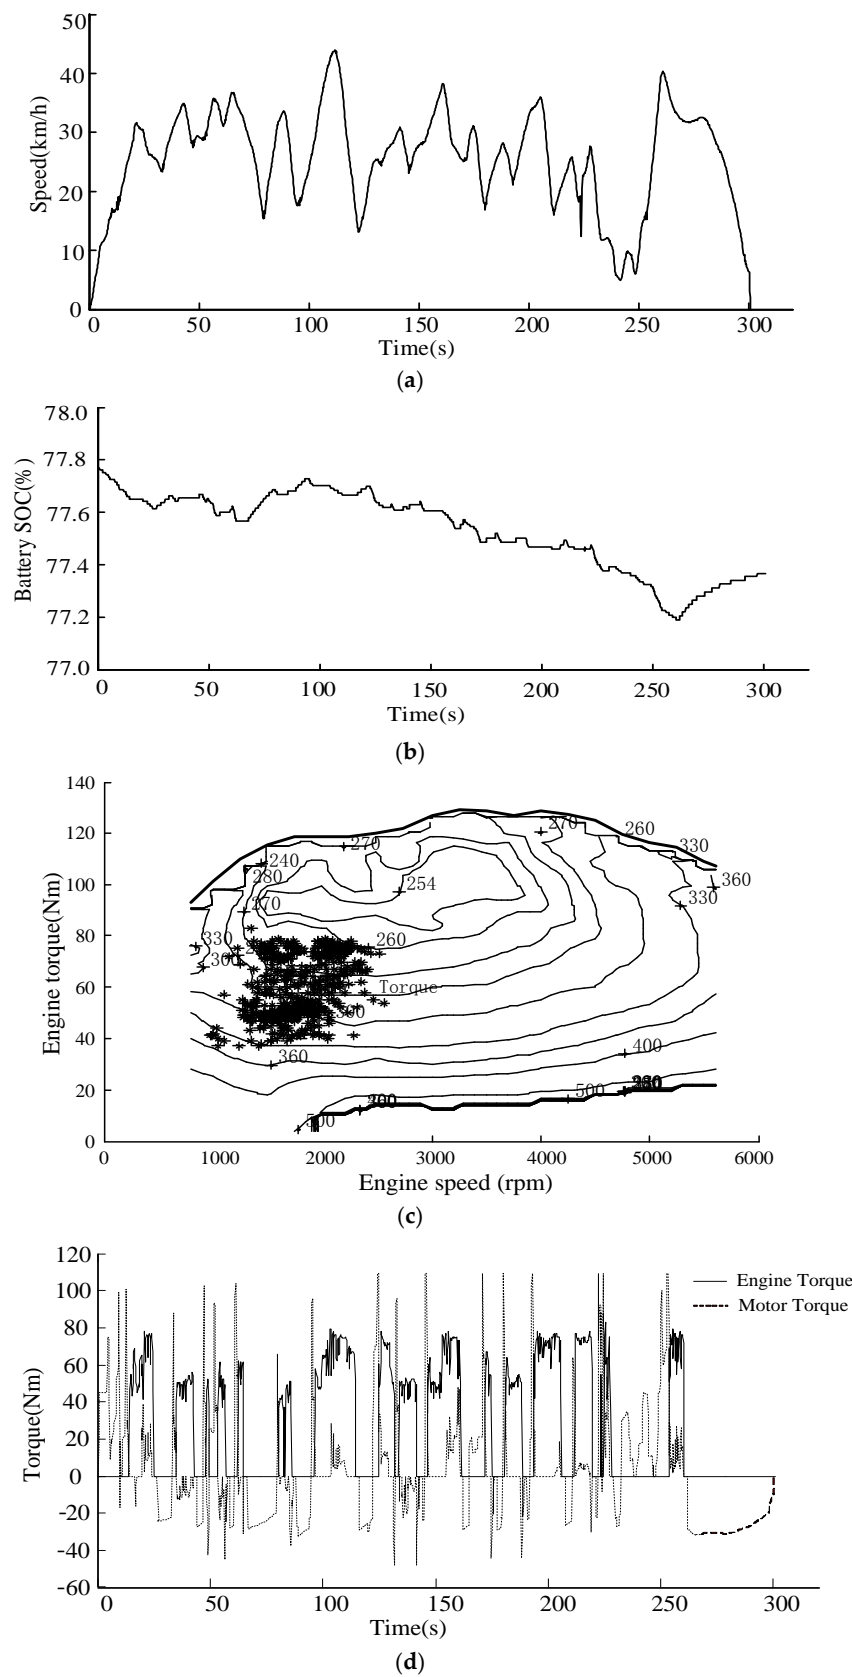 50
40
30
20
10
0
Speed(km/h)
0 50 100 150 200 250 300
Time(s)
(a)
78.0
77.8
77.6
77.4
77.2
77.0
Battery SOC(%)
0 50 100 150 200 250 300
Time(s)
(b)
140
120
100
80
60
40
20
0
Engine torque(Nm)
270 260
330
270
240
280
254
360
330
270
330
260
300
Torque
300
400
360
500
500
0 1000 2000 3000 4000 5000 6000
Engine speed (rpm)
(c)
120
100
80
60
40
20
0
-20
-40
-60
Torque(Nm)
Engine Torque
Motor Torque
0 50 100 150 200 250 300
Time(s)
(d)